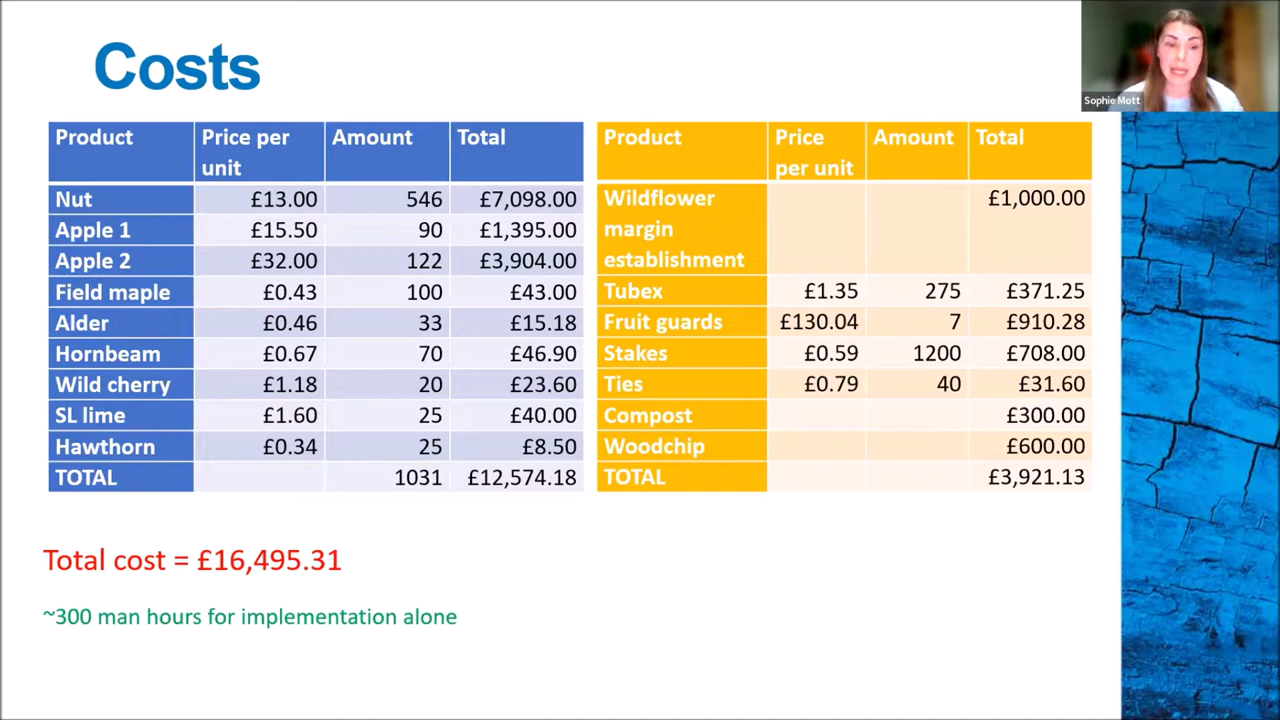 Costs
Sophie Mott
Product Price per unit Amount Total
Nut £13.00 546 £7,098.00
Apple 1 £15.50 90 £1,395.00
Apple 2 £32.00 122 £3,904.00
Field maple £0.43 100 £43.00
Alder £0.46 33 £15.18
Hornbeam £0.67 70 £46.90
Wild cherry £1.18 20 £23.60
SL lime £1.60 25 £40.00
Hawthorn £0.34 25 £8.50
TOTAL 1031 £12,574.18
Product Price per unit Amount Total
Wildflower margin establishment £1,000.00
Tubex £1.35 275 £371.25
Fruit guards £130.04 7 £910.28
Stakes £0.59 1200 £708.00
Ties £0.79 40 £31.60
Compost £300.00
Woodchip £600.00
TOTAL £3,921.13
Total cost = £16,495.31
~300 man hours for implementation alone